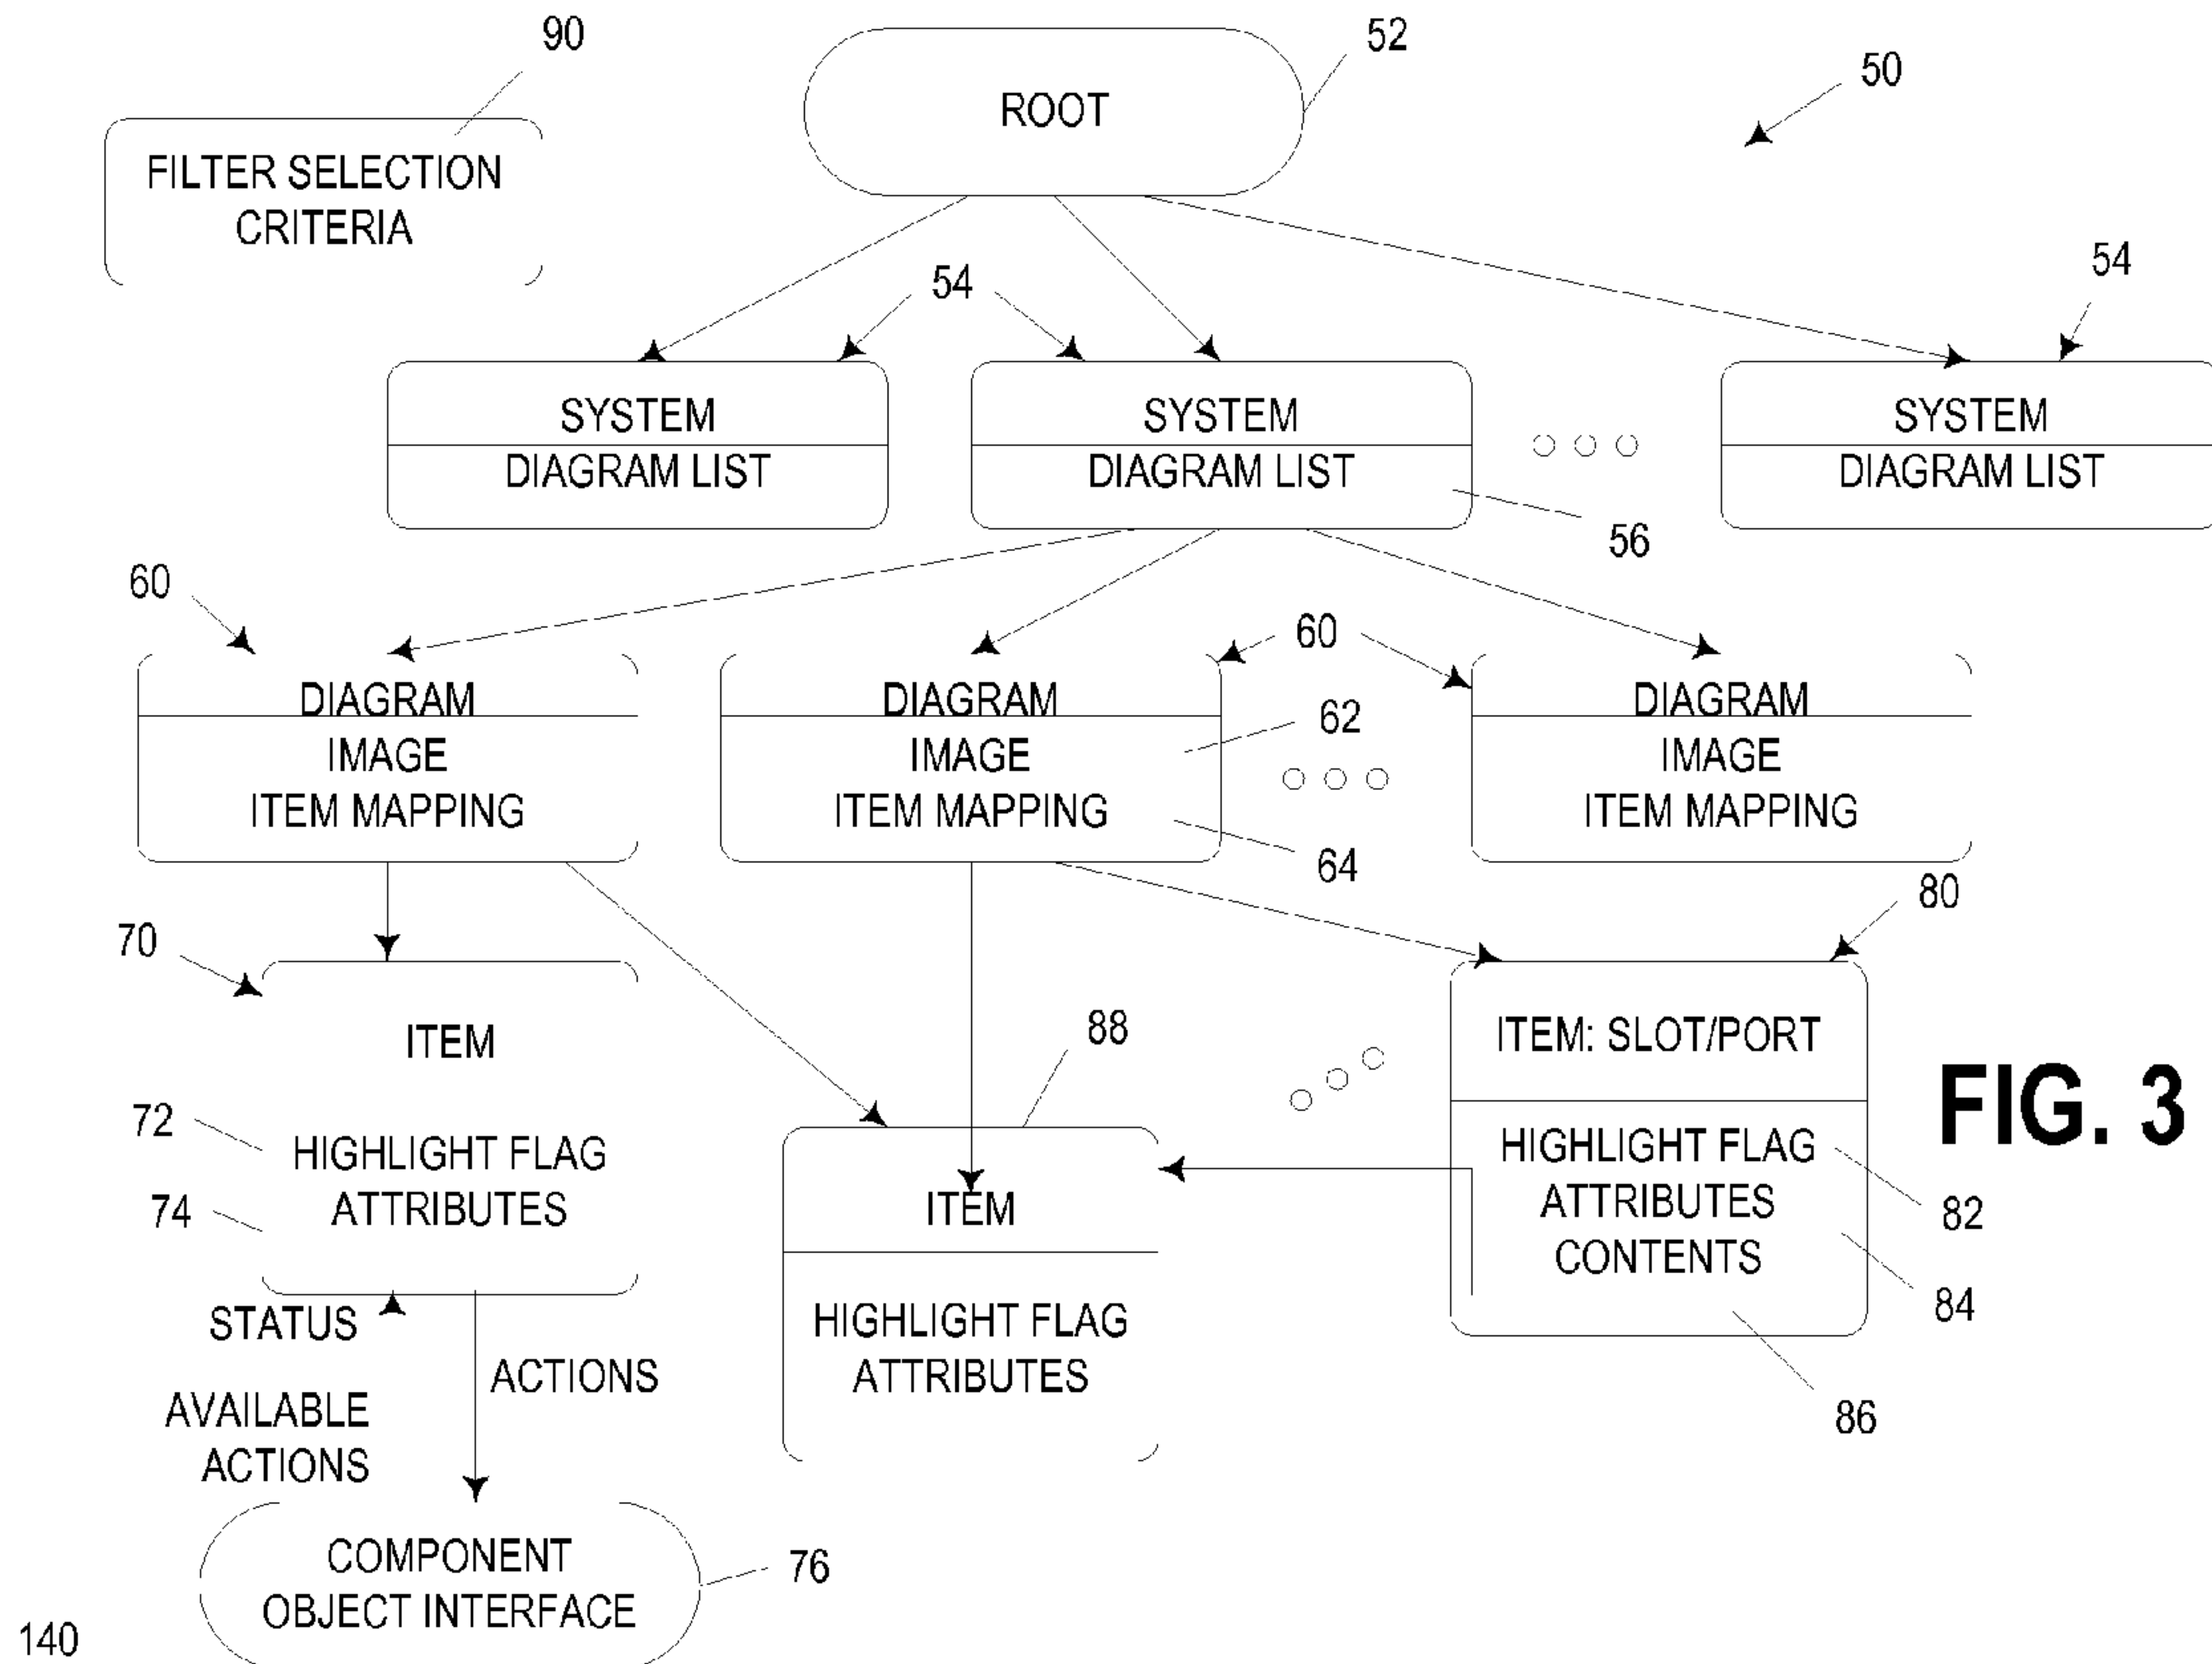 90
52
50
ROOT
FILTER SELECTION
CRITERIA
54
54
SYSTEM
DIAGRAM LIST
SYSTEM
DIAGRAM LIST
SYSTEM
DIAGRAM LIST
56
60
60
DIAGRAM
IMAGE
ITEM MAPPING
DIAGRAM
IMAGE
ITEM MAPPING
62
64
DIAGRAM
IMAGE
ITEM MAPPING
80
70
ITEM
72
HIGHLIGHT FLAG
ATTRIBUTES
74
88
ITEM
HIGHLIGHT FLAG
ATTRIBUTES
ITEM: SLOT/PORT
HIGHLIGHT FLAG
ATTRIBUTES
CONTENTS
82
84
86
FIG. 3
STATUS
ACTIONS
AVAILABLE
ACTIONS
COMPONENT
OBJECT INTERFACE
76
140